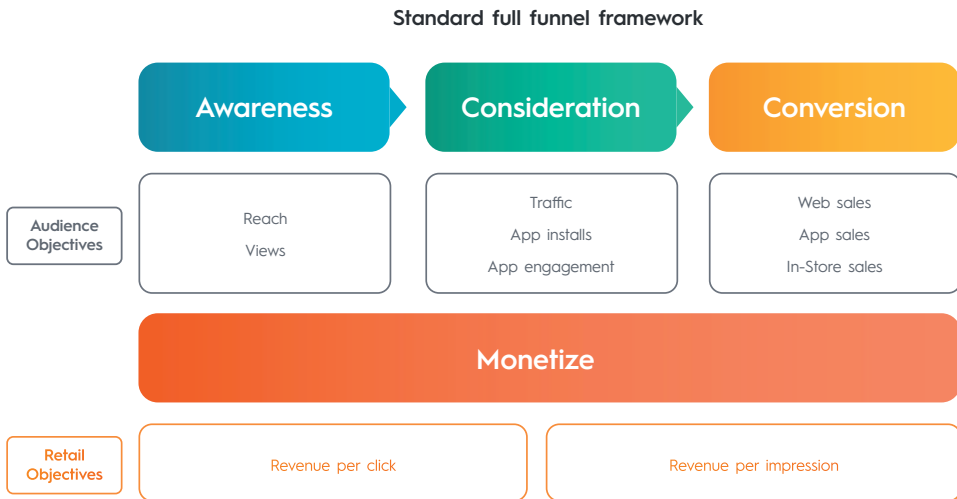 Standard full funnel framework
Awareness
Consideration
Conversion
Audience
Objectives
Reach
Views
Traffic
App installs
App engagement
Web sales
App sales
In-Store sales
Monetize
Retail
Objectives
Revenue per click
Revenue per impression